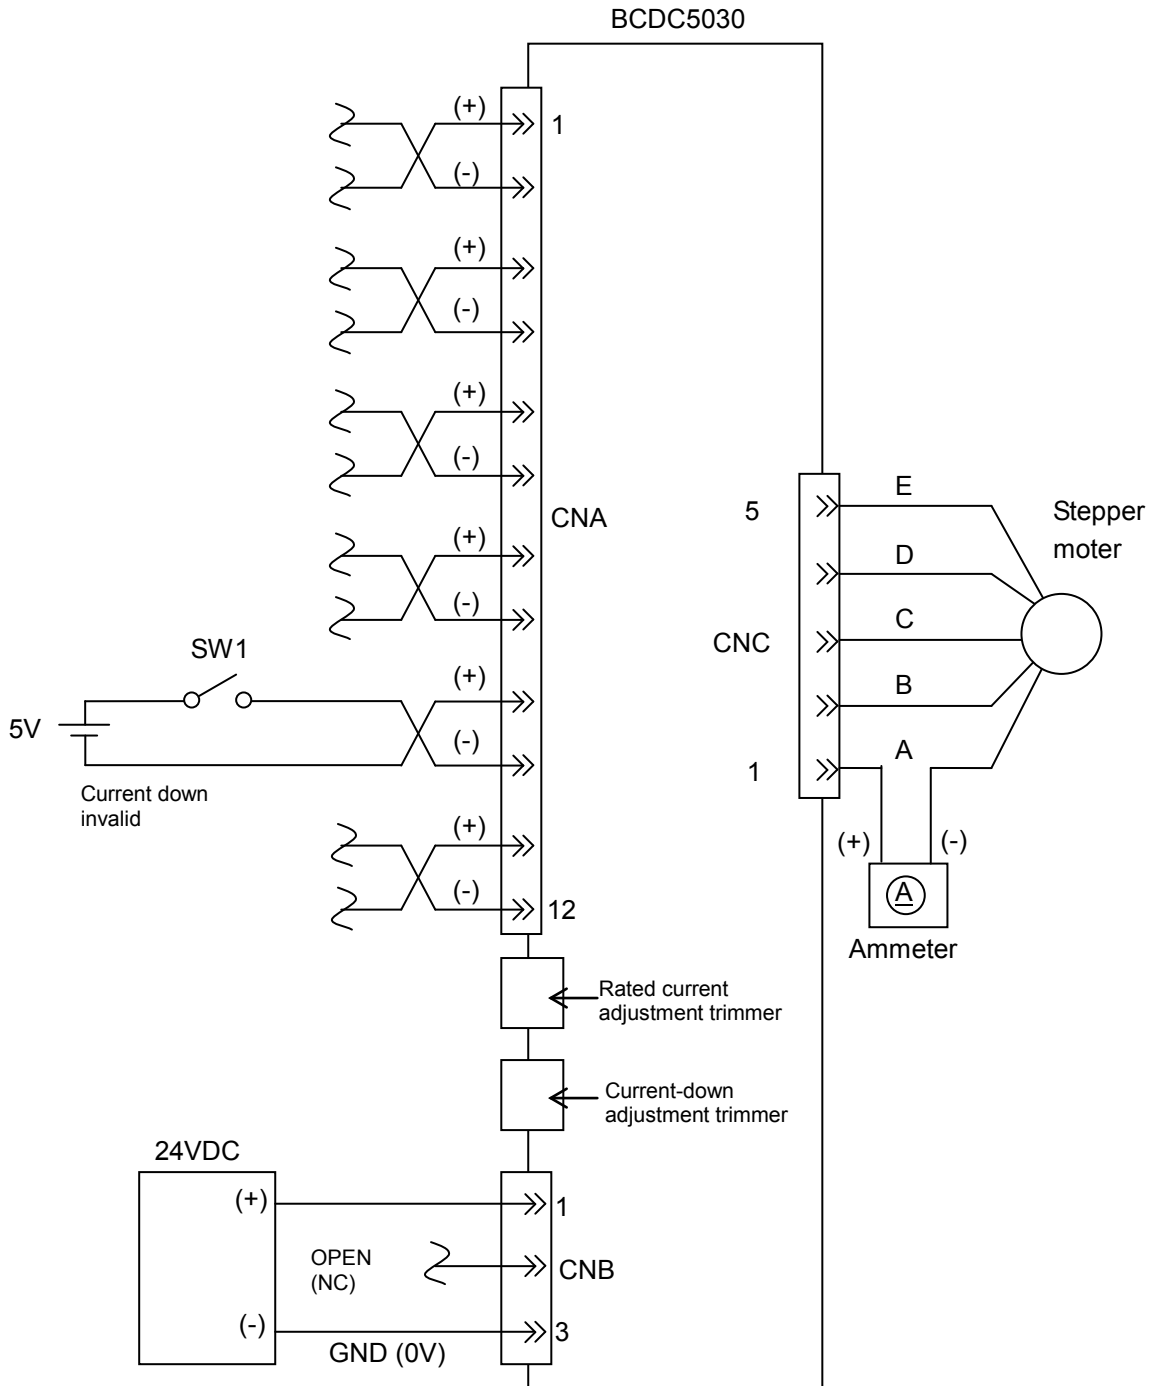 BCDC5030
(+)
1
(-)
(+)
(-)
(+)
(-)
CNA
5
E
Stepper
moter
(+)
D
(-)
C
CNC
SW1
(+)
B
5V
(-)
A
1
Current down
invalid
(+)
(+)
(-)
(-)
12
A
Ammeter
Rated current
adjustment trimmer
Current-down
adjustment trimmer
24VDC
(+)
1
OPEN
(NC)
CNB
(-)
3
GND (0V)